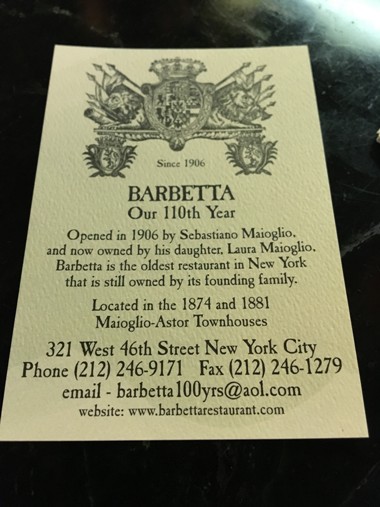 Since 1906
BARBETTA
Our 110th Year
Opened in 1906 by Sebastiano Maioglio,
and now owned by his daughter, Laura Maioglio.
Barbetta is the oldest restaurant in New York
that is still owned by its founding family.
Located in the 1874 and 1881
Maioglio-Astor Townhouses
321 West 46th Street New York City
Phone (212) 246-9171 Fax (212) 246-1279
email - barbetta100yrs@aol.com
website: www.barbettarestaurant.com